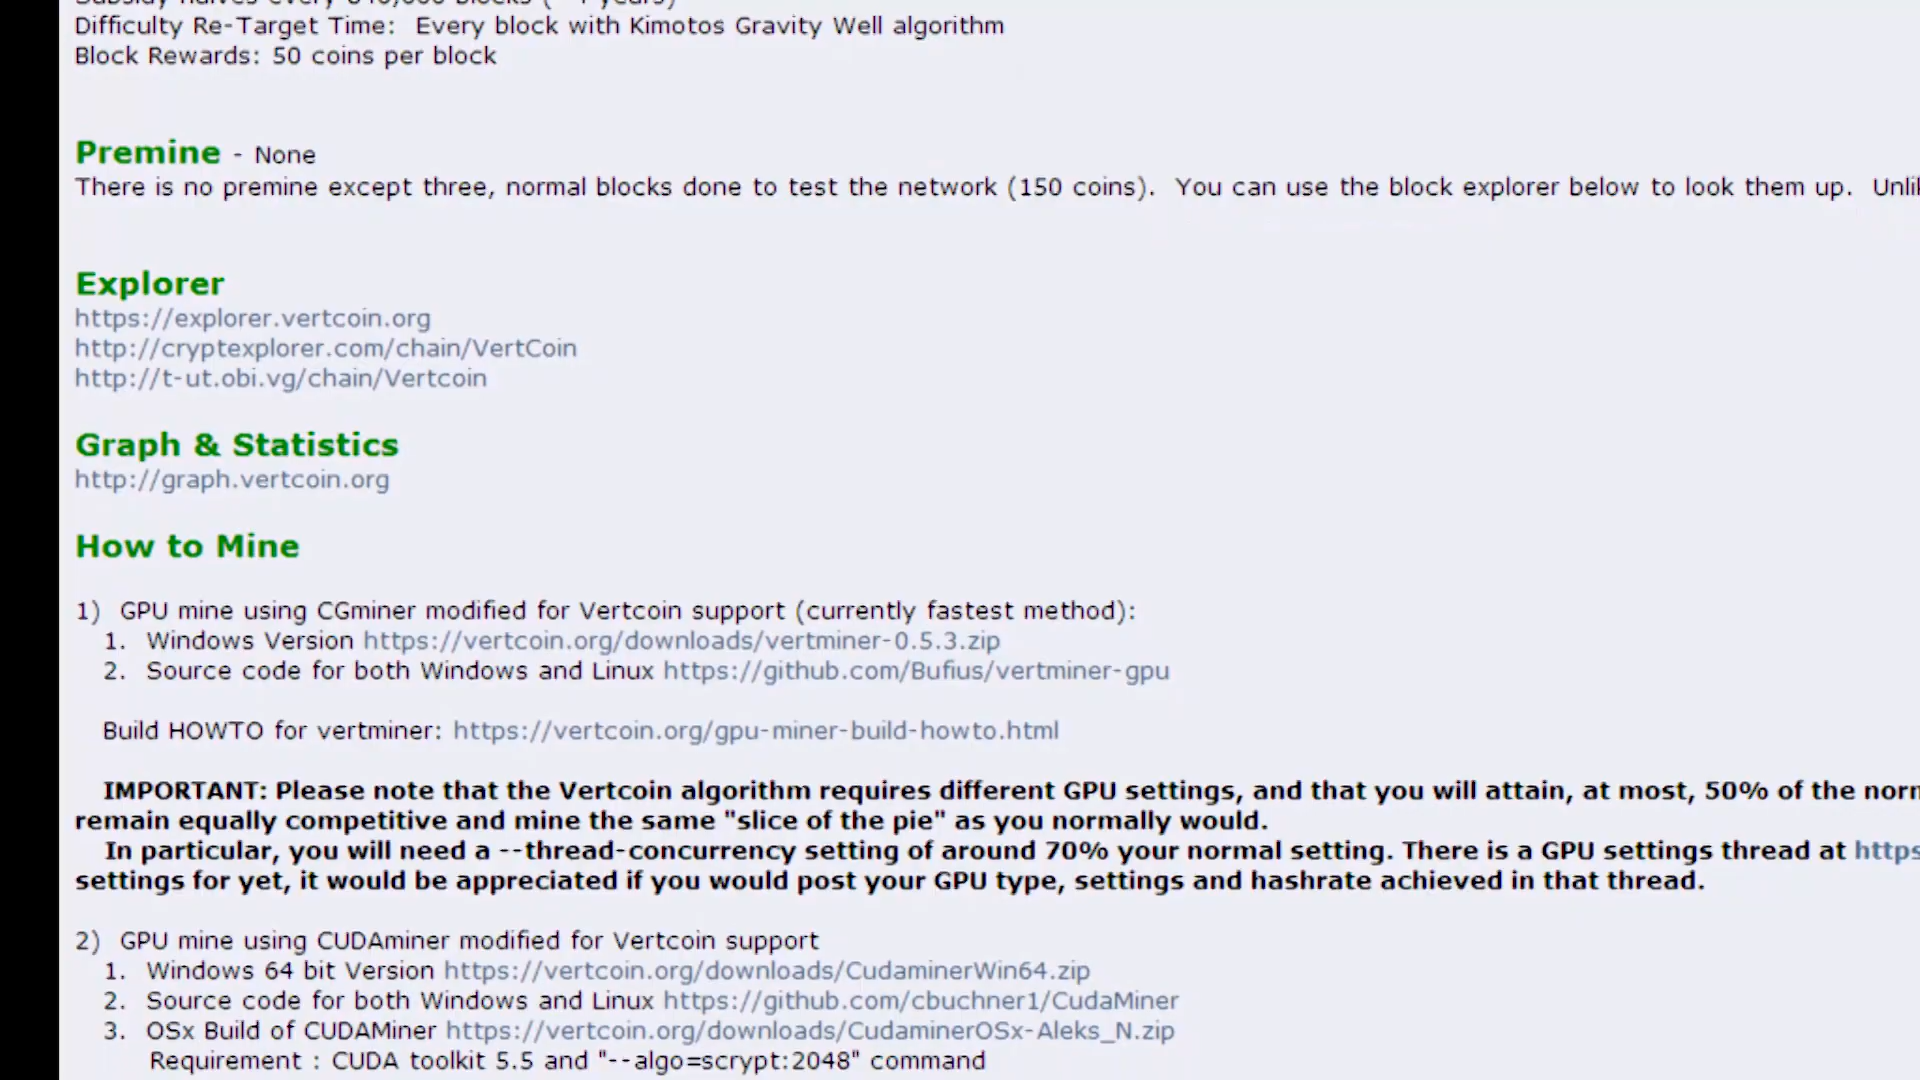 Subsidy halves every 840,000 blocks (~4 years)
Difficulty Re-Target Time:  Every block with Kimotos Gravity Well algorithm
Block Rewards: 50 coins per block
Premine - None
There is no premine except three, normal blocks done to test the network (150 coins).  You can use the block explorer below to look them up.  Unlik
Explorer
https://explorer.vertcoin.org
http://cryptexplorer.com/chain/VertCoin
http://t-ut.obi.vg/chain/Vertcoin
Graph & Statistics
http://graph.vertcoin.org
How to Mine
1)  GPU mine using CGminer modified for Vertcoin support (currently fastest method):
1.  Windows Version https://vertcoin.org/downloads/vertminer-0.5.3.zip
2.  Source code for both Windows and Linux https://github.com/Bufius/vertminer-gpu
Build HOWTO for vertminer: https://vertcoin.org/gpu-miner-build-howto.html
IMPORTANT: Please note that the Vertcoin algorithm requires different GPU settings, and that you will attain, at most, 50% of the norm
remain equally competitive and mine the same "slice of the pie" as you normally would.
In particular, you will need a --thread-concurrency setting of around 70% your normal setting. There is a GPU settings thread at https
settings for yet, it would be appreciated if you would post your GPU type, settings and hashrate achieved in that thread.
2)  GPU mine using CUDAminer modified for Vertcoin support
1.  Windows 64 bit Version https://vertcoin.org/downloads/CudaminerWin64.zip
2.  Source code for both Windows and Linux https://github.com/cbuchner1/CudaMiner
3.  OSx Build of CUDAMiner https://vertcoin.org/downloads/CudaminerOSx-Aleks_N.zip
Requirement : CUDA toolkit 5.5 and "--algo=scrypt:2048" command